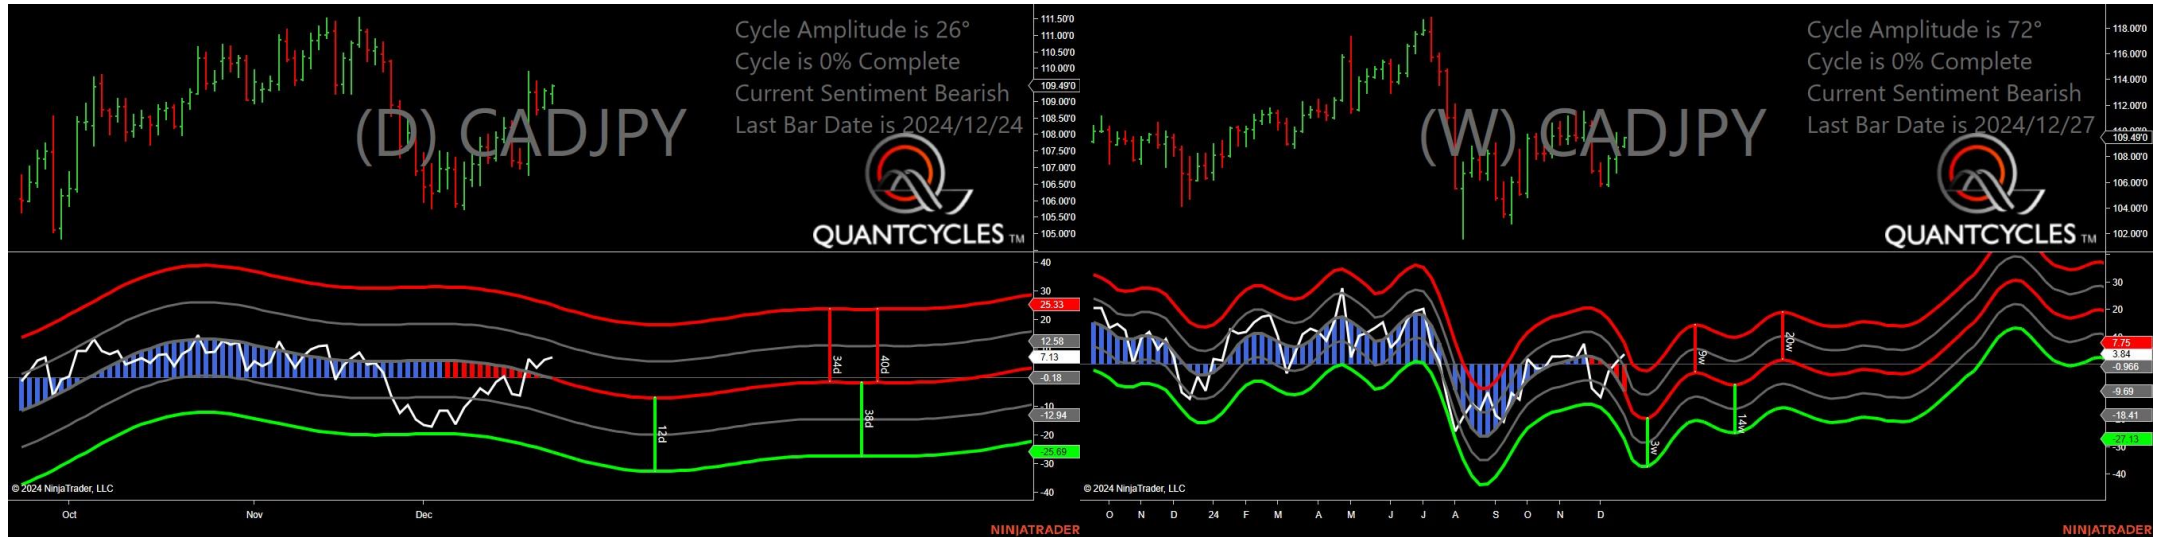 Cycle Amplitude is 26°
Cycle is 0% Complete
Current Sentiment Bearish
Last Bar Date is 2024/12/24
(D) CADJPY
QUANTCYCLES TM
111.50'0
111.00'0
110.50'0
110.00'0
109.49'0
109.00'0
108.50'0
108.00'0
107.50'0
107.00'0
106.50'0
106.00'0
105.50'0
105.00'0
40
30
25.33
20
12.58
7.13
-0.18
-10
-12.94
-20
-25.69
-30
-40
34d
40d
12d
38d
© 2024 NinjaTrader, LLC
Oct
Nov
Dec
NINJATRADER
Cycle Amplitude is 72°
Cycle is 0% Complete
Current Sentiment Bearish
Last Bar Date is 2024/12/27
(W) CADJPY
QUANTCYCLES TM
118.00'0
116.00'0
114.00'0
112.00'0
109.49'0
108.00'0
106.00'0
104.00'0
102.00'0
30
20
7.75
3.84
-0.966
-9.69
-18.41
-27.13
-30
-40
9w
20w
3w
14w
© 2024 NinjaTrader, LLC
O
N
D
24
F
M
A
M
J
J
A
S
O
N
D
NINJATRADER